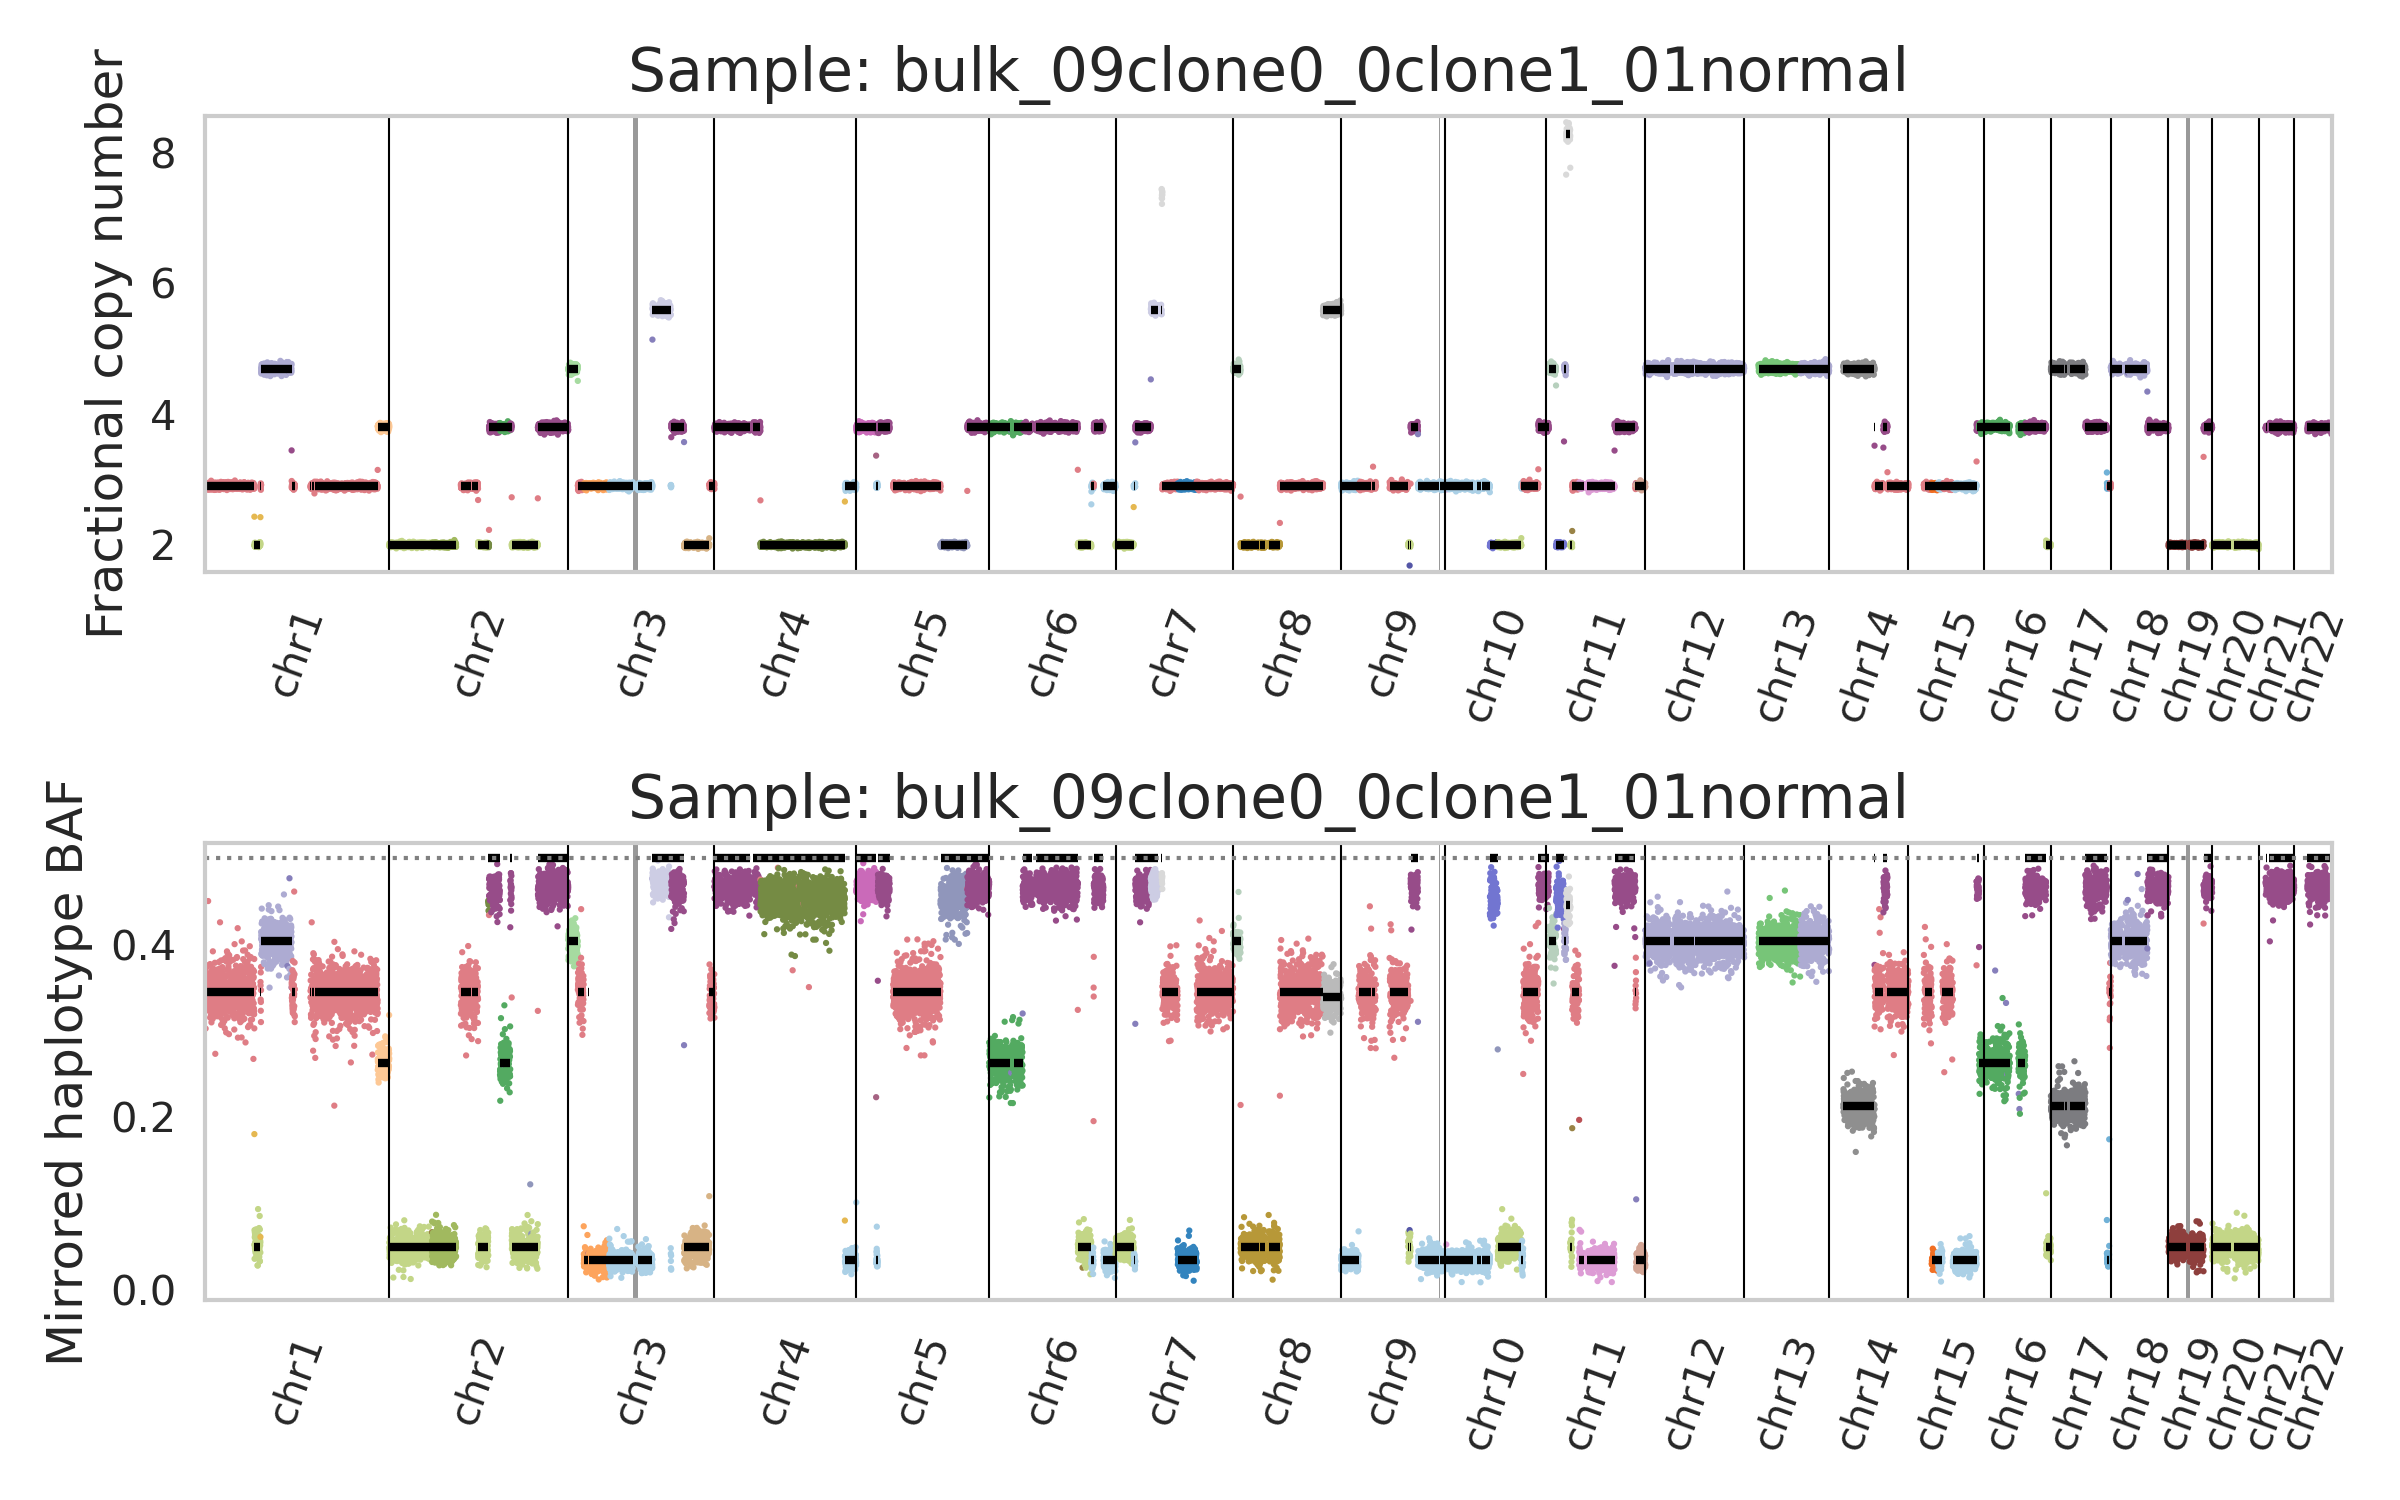 Sample: bulk_09clone0_0clone1_01normal
Fractional copy number
8
6
4
2
chr1 chr2 chr3 chr4 chr5 chr6 chr7 chr8 chr9 chr10 chr11 chr12 chr13 chr14 chr15 chr16 chr17 chr18 chr19 chr20 chr21 chr22
Sample: bulk_09clone0_0clone1_01normal
Mirrored haplotype BAF
0.4
0.2
0.0
chr1 chr2 chr3 chr4 chr5 chr6 chr7 chr8 chr9 chr10 chr11 chr12 chr13 chr14 chr15 chr16 chr17 chr18 chr19 chr20 chr21 chr22